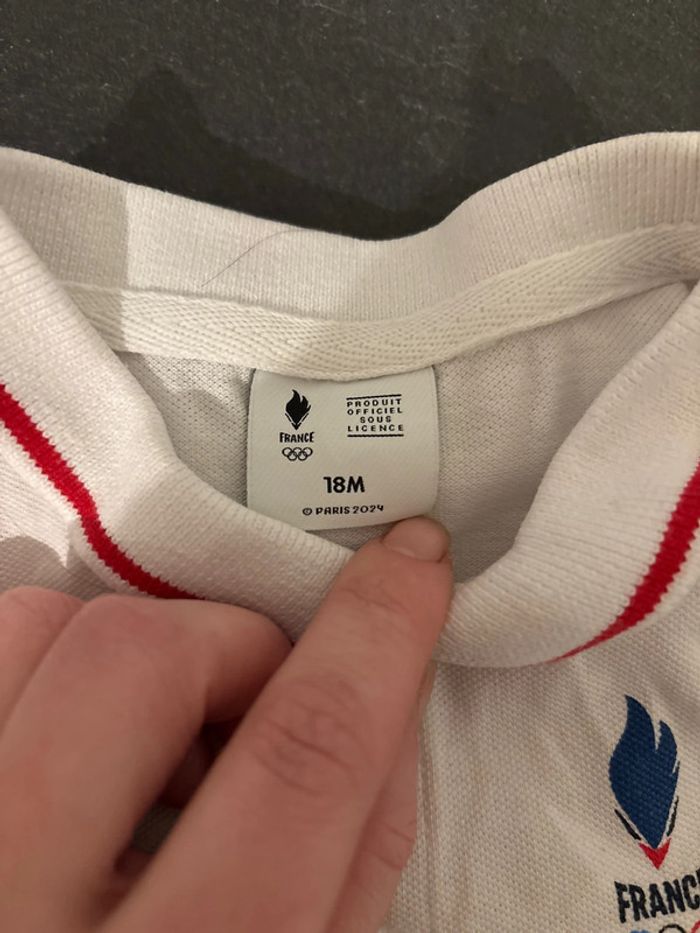 FRANCE
PRODUIT
OFFICIEL
SOUS
LICENCE
18M
© PARIS 2024
FRANC